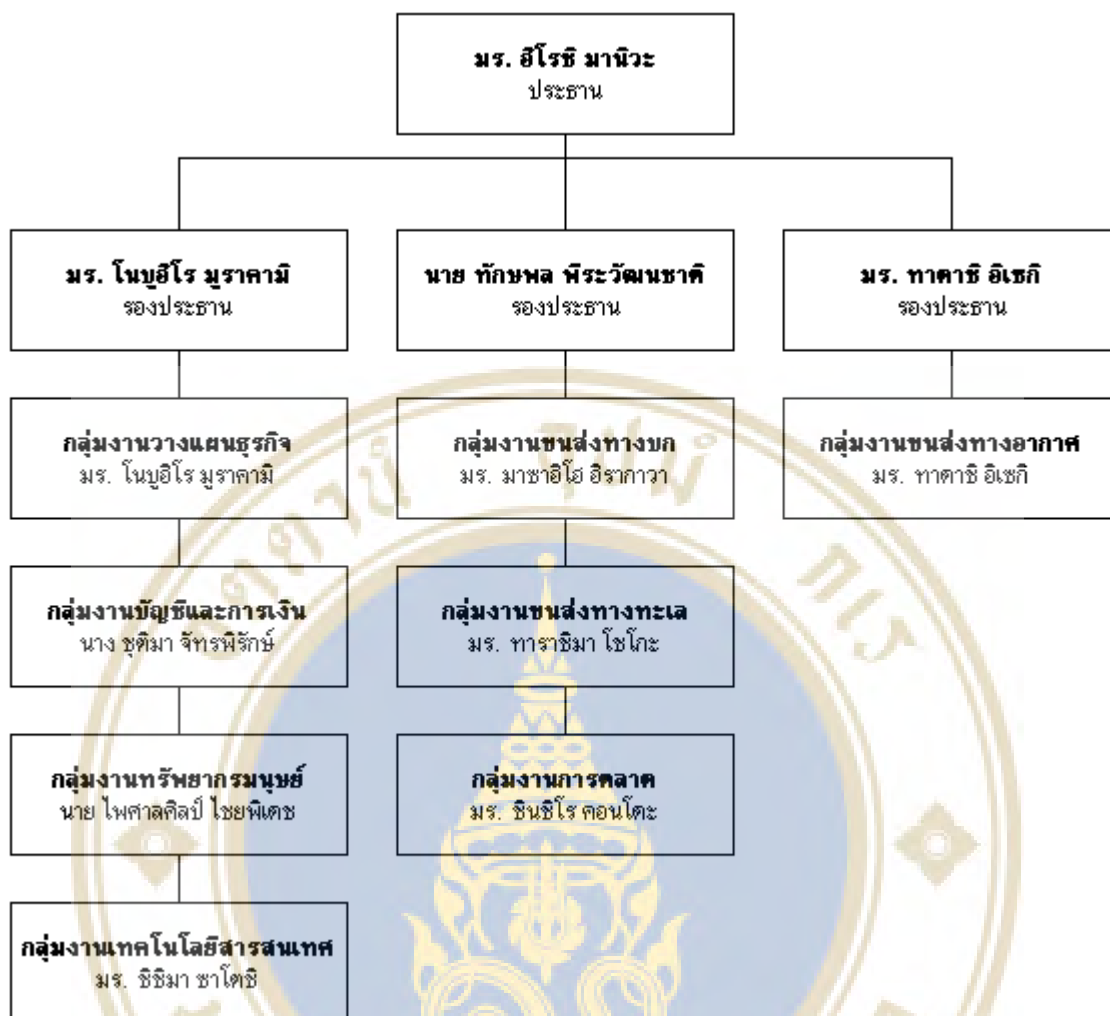 มร. ฮิโรชิ มานิวะ
ประธาน
มร. โนบุฮิโร มูราคามิ
รองประธาน
นาย ทักษพล พีระวัฒนชาติ
รองประธาน
มร. ทาคาชิ อิเซกิ
รองประธาน
กลุ่มงานวางแผนธุรกิจ
มร. โนบุฮิโร มูราคามิ
กลุ่มงานขนส่งทางบก
มร. มาซาฮิโฮ ฮิรากาวา
กลุ่มงานขนส่งทางอากาศ
มร. ทาคาชิ อิเซกิ
กลุ่มงานบัญชีและการเงิน
นาง ชุติมา จัทรพิรักษ์
กลุ่มงานขนส่งทางทะเล
มร. ทาราชิมา โชโกะ
กลุ่มงานทรัพยากรมนุษย์
นาย ไพศาลศิลป์ ไชยพิเดช
กลุ่มงานการตลาด
มร. ชินชิโร คอนโดะ
กลุ่มงานเทคโนโลยีสารสนเทศ
มร. ชิชิมา ซาโตชิ